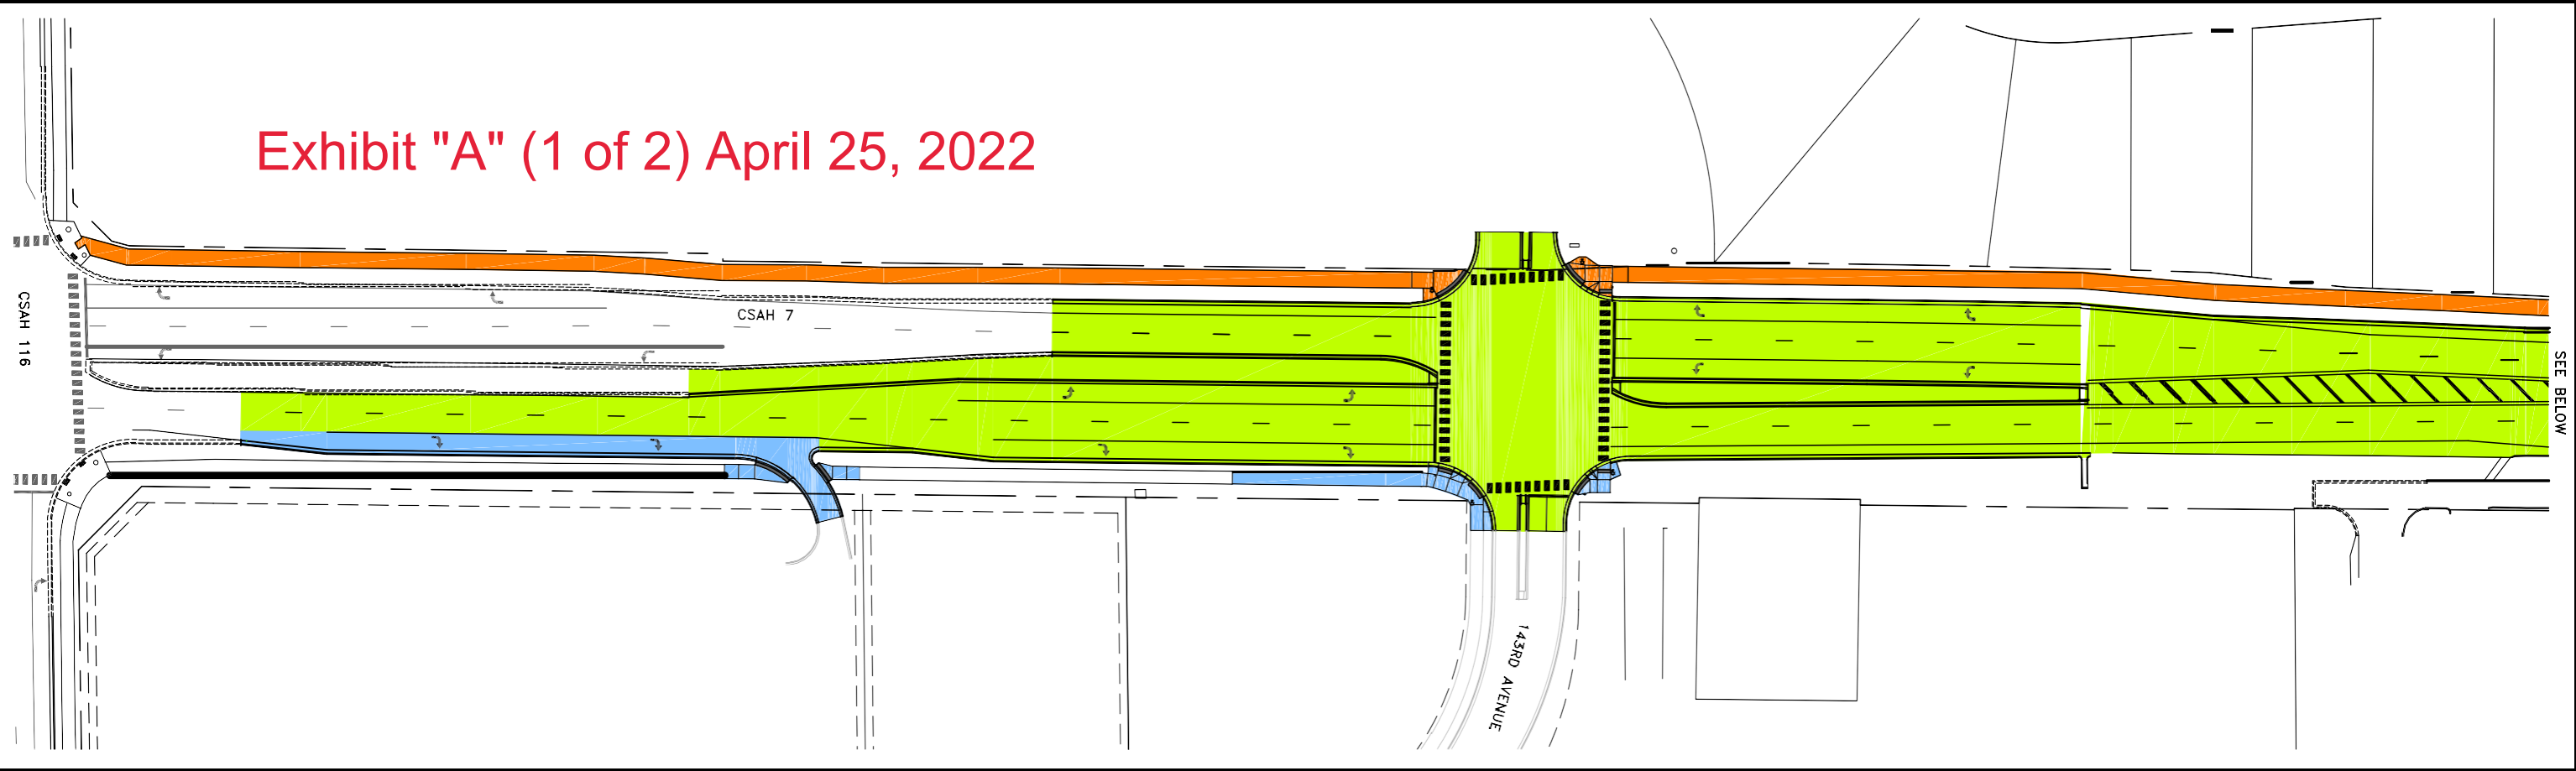 Exhibit "A" (1 of 2) April 25, 2022
CSAH 116
CSAH 7
SEE BELOW
143RD AVENUE